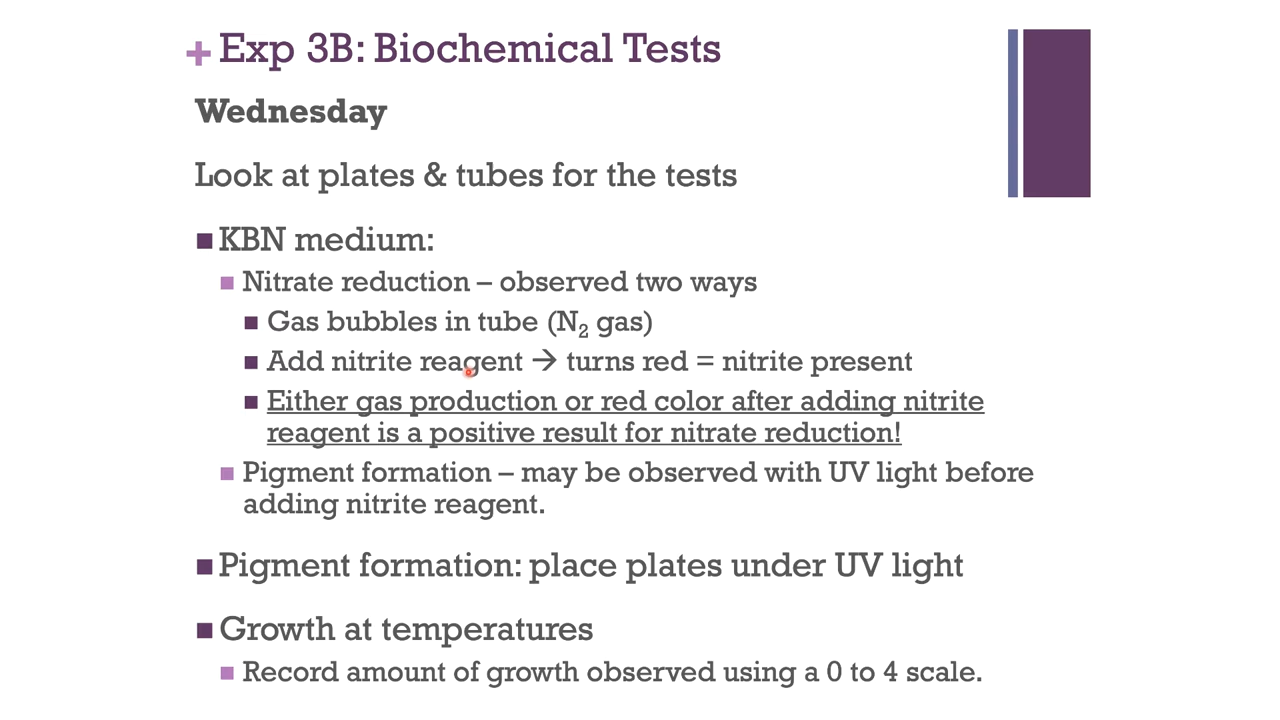 + Exp 3B: Biochemical Tests
Wednesday
Look at plates & tubes for the tests
■ KBN medium:
■ Nitrate reduction – observed two ways
■ Gas bubbles in tube (N₂ gas)
■ Add nitrite reagent → turns red = nitrite present
■ Either gas production or red color after adding nitrite
reagent is a positive result for nitrate reduction!
■ Pigment formation – may be observed with UV light before
adding nitrite reagent.
■ Pigment formation: place plates under UV light
■ Growth at temperatures
■ Record amount of growth observed using a 0 to 4 scale.